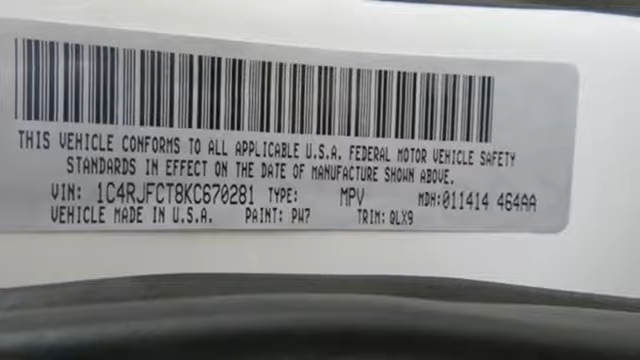 THIS VEHICLE CONFORMS TO ALL APPLICABLE U.S.A. FEDERAL MOTOR VEHICLE SAFETY
STANDARDS IN EFFECT ON THE DATE OF MANUFACTURE SHOWN ABOVE.
VIN: 1C4RJFCT8KC670281 TYPE: MPV MDH:011414 464AA
VEHICLE MADE IN U.S.A. PAINT: PW7 TRIM: QLX9